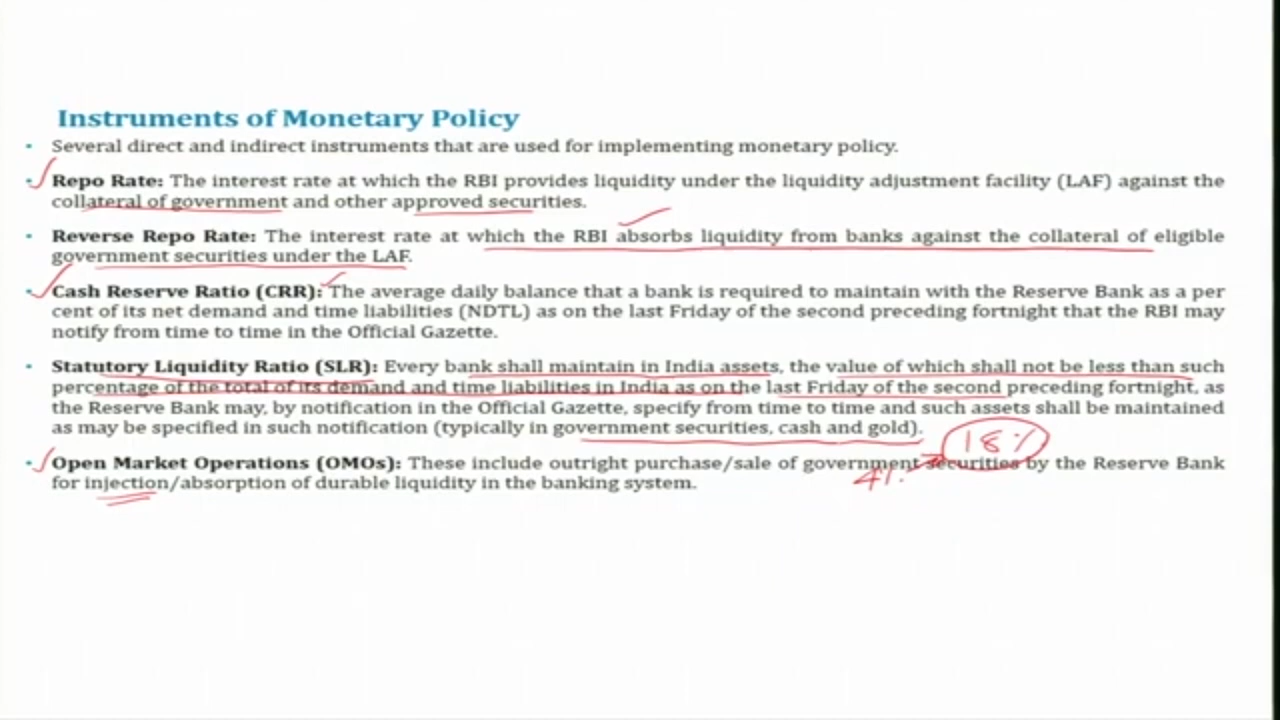 Instruments of Monetary Policy
• Several direct and indirect instruments that are used for implementing monetary policy.
• Repo Rate: The interest rate at which the RBI provides liquidity under the liquidity adjustment facility (LAF) against the
collateral of government and other approved securities.
• Reverse Repo Rate: The interest rate at which the RBI absorbs liquidity from banks against the collateral of eligible
government securities under the LAF.
• Cash Reserve Ratio (CRR): The average daily balance that a bank is required to maintain with the Reserve Bank as a per
cent of its net demand and time liabilities (NDTL) as on the last Friday of the second preceding fortnight that the RBI may
notify from time to time in the Official Gazette.
• Statutory Liquidity Ratio (SLR): Every bank shall maintain in India assets, the value of which shall not be less than such
percentage of the total of its demand and time liabilities in India as on the last Friday of the second preceding fortnight, as
the Reserve Bank may, by notification in the Official Gazette, specify from time to time and such assets shall be maintained
as may be specified in such notification (typically in government securities, cash and gold).
18%
• Open Market Operations (OMOs): These include outright purchase/sale of government securities by the Reserve Bank
4%
for injection/absorption of durable liquidity in the banking system.